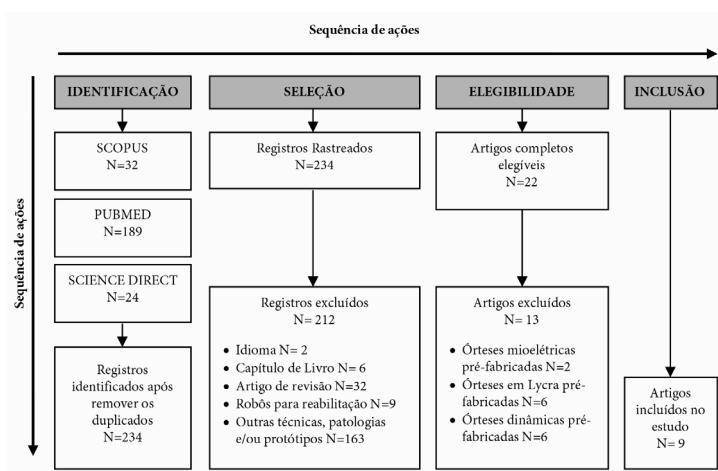 Sequência de ações
Sequência de ações
IDENTIFICAÇÃO
SCOPUS
N=32
PUBMED
N=189
SCIENCE DIRECT
N=24
Registros
identificados após
remover os
duplicados
N=234
SELEÇÃO
Registros Rastreados
N=234
Registros excluídos
N= 212
• Idioma N= 2
• Capítulo de Livro N= 6
• Artigo de revisão N=32
• Robôs para reabilitação N=9
• Outras técnicas, patologias
e/ou protótipos N=163
ELEGIBILIDADE
Artigos completos
elegíveis
N=22
Artigos excluídos
N= 13
• Órteses mioelétricas
pré-fabricadas N=2
• Órteses em Lycra pré-
fabricadas N=6
• Órteses dinâmicas pré-
fabricadas N=6
INCLUSÃO
Artigos
incluídos no
estudo
N= 9